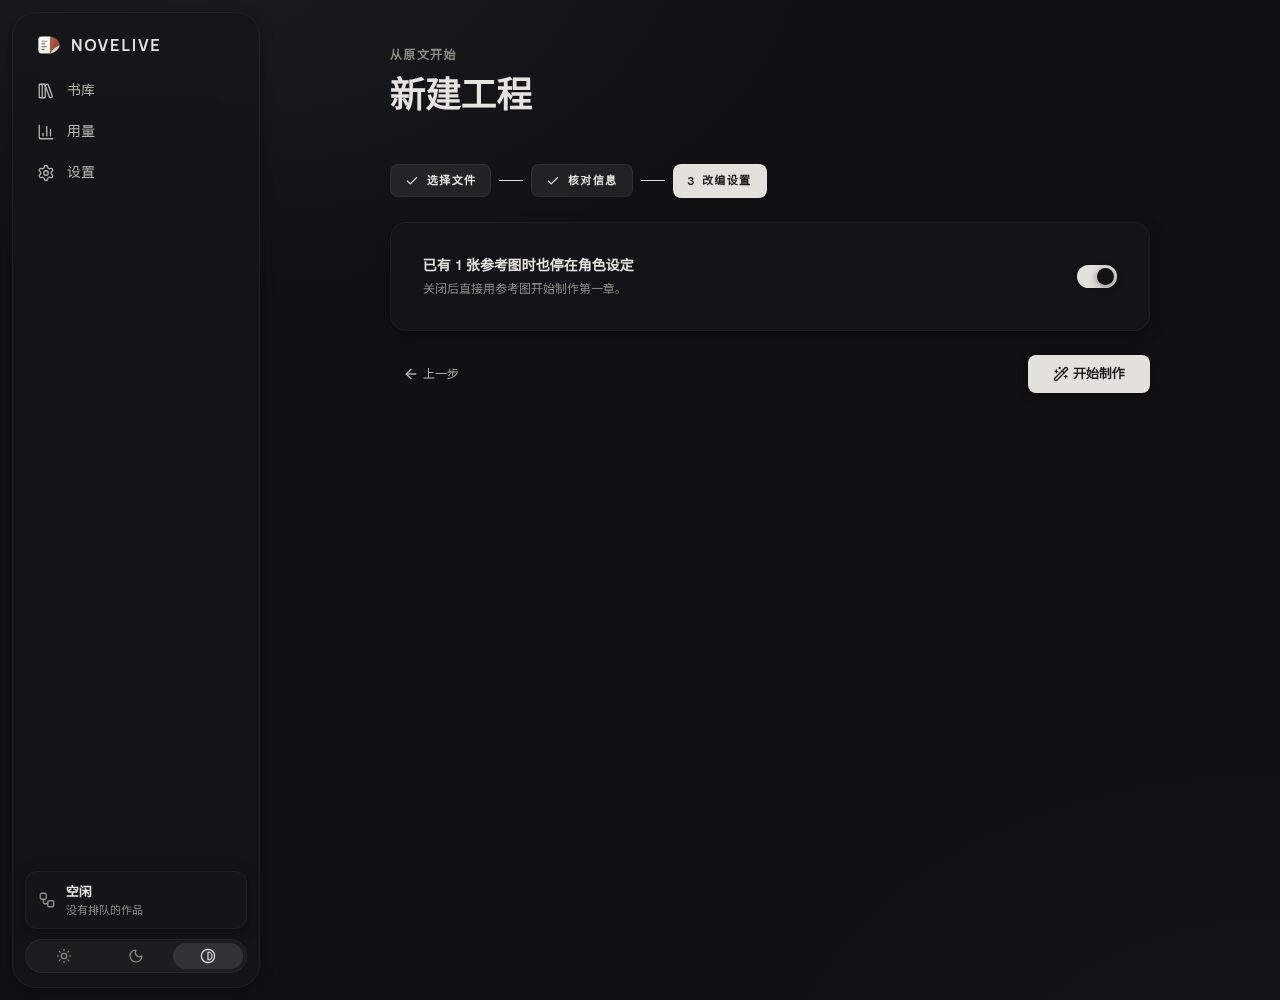 NOVELIVE
书库
用量
设置
从原文开始
新建工程
选择文件
核对信息
3 改编设置
已有 1 张参考图时也停在角色设定
关闭后直接用参考图开始制作第一章。
上一步
开始制作
空闲
没有排队的作品